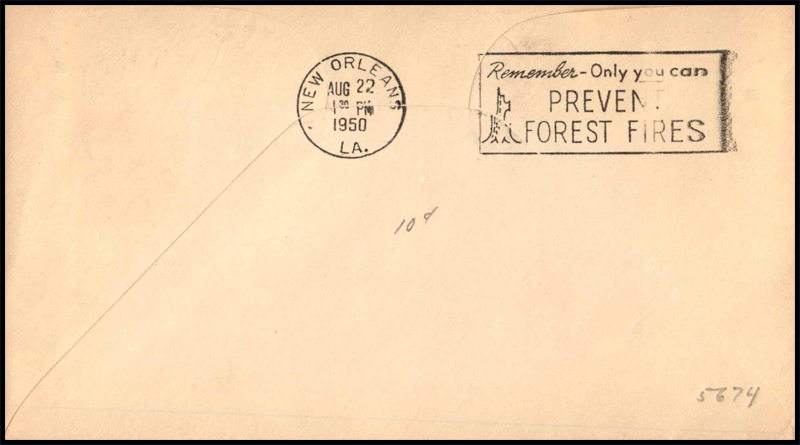 NEW ORLEANS
AUG 22
PM
1950
LA.
Remember - Only you can
PREVENT
FOREST FIRES
10¢
5674